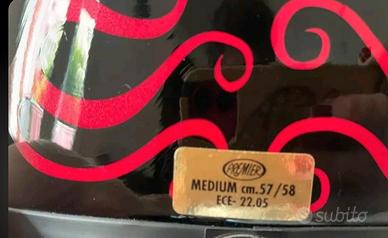 PREMIER
MEDIUM cm.57/58
ECE- 22.05
subito